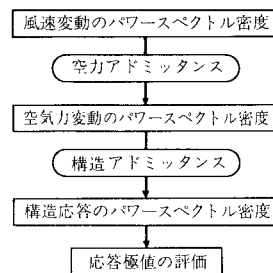 風速変動のパワースペクトル密度
空力アドミッタンス
空気力変動のパワースペクトル密度
構造アドミッタンス
構造応答のパワースペクトル密度
応答極値の評価